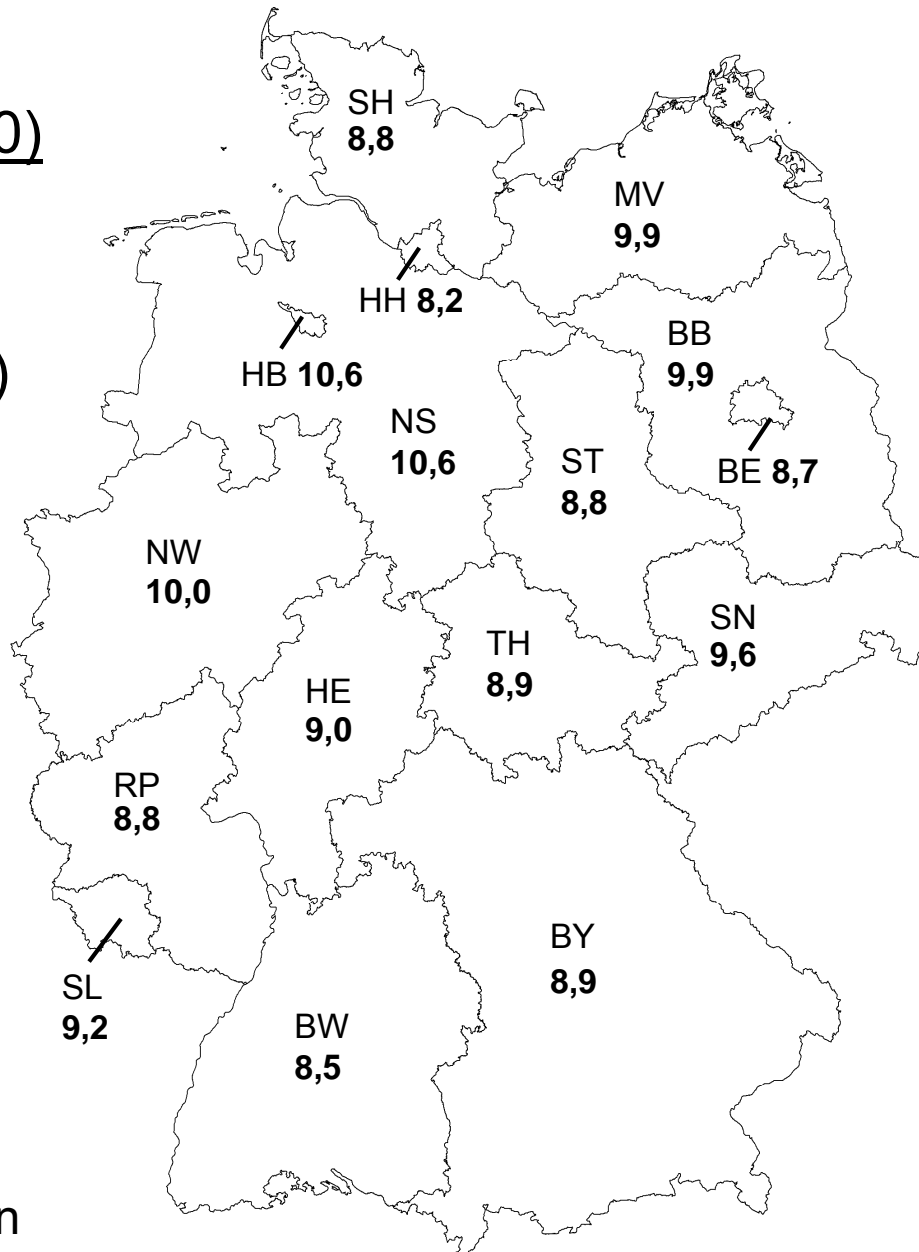 0)
SH
8,8
MV
9,9
HH 8,2
)
BB
9,9
HB 10,6
NS
10,6
BE 8,7
ST
8,8
NW
10,0
SN
9,6
TH
8,9
HE
9,0
RP
8,8
BY
8,9
SL
9,2
BW
8,5
n